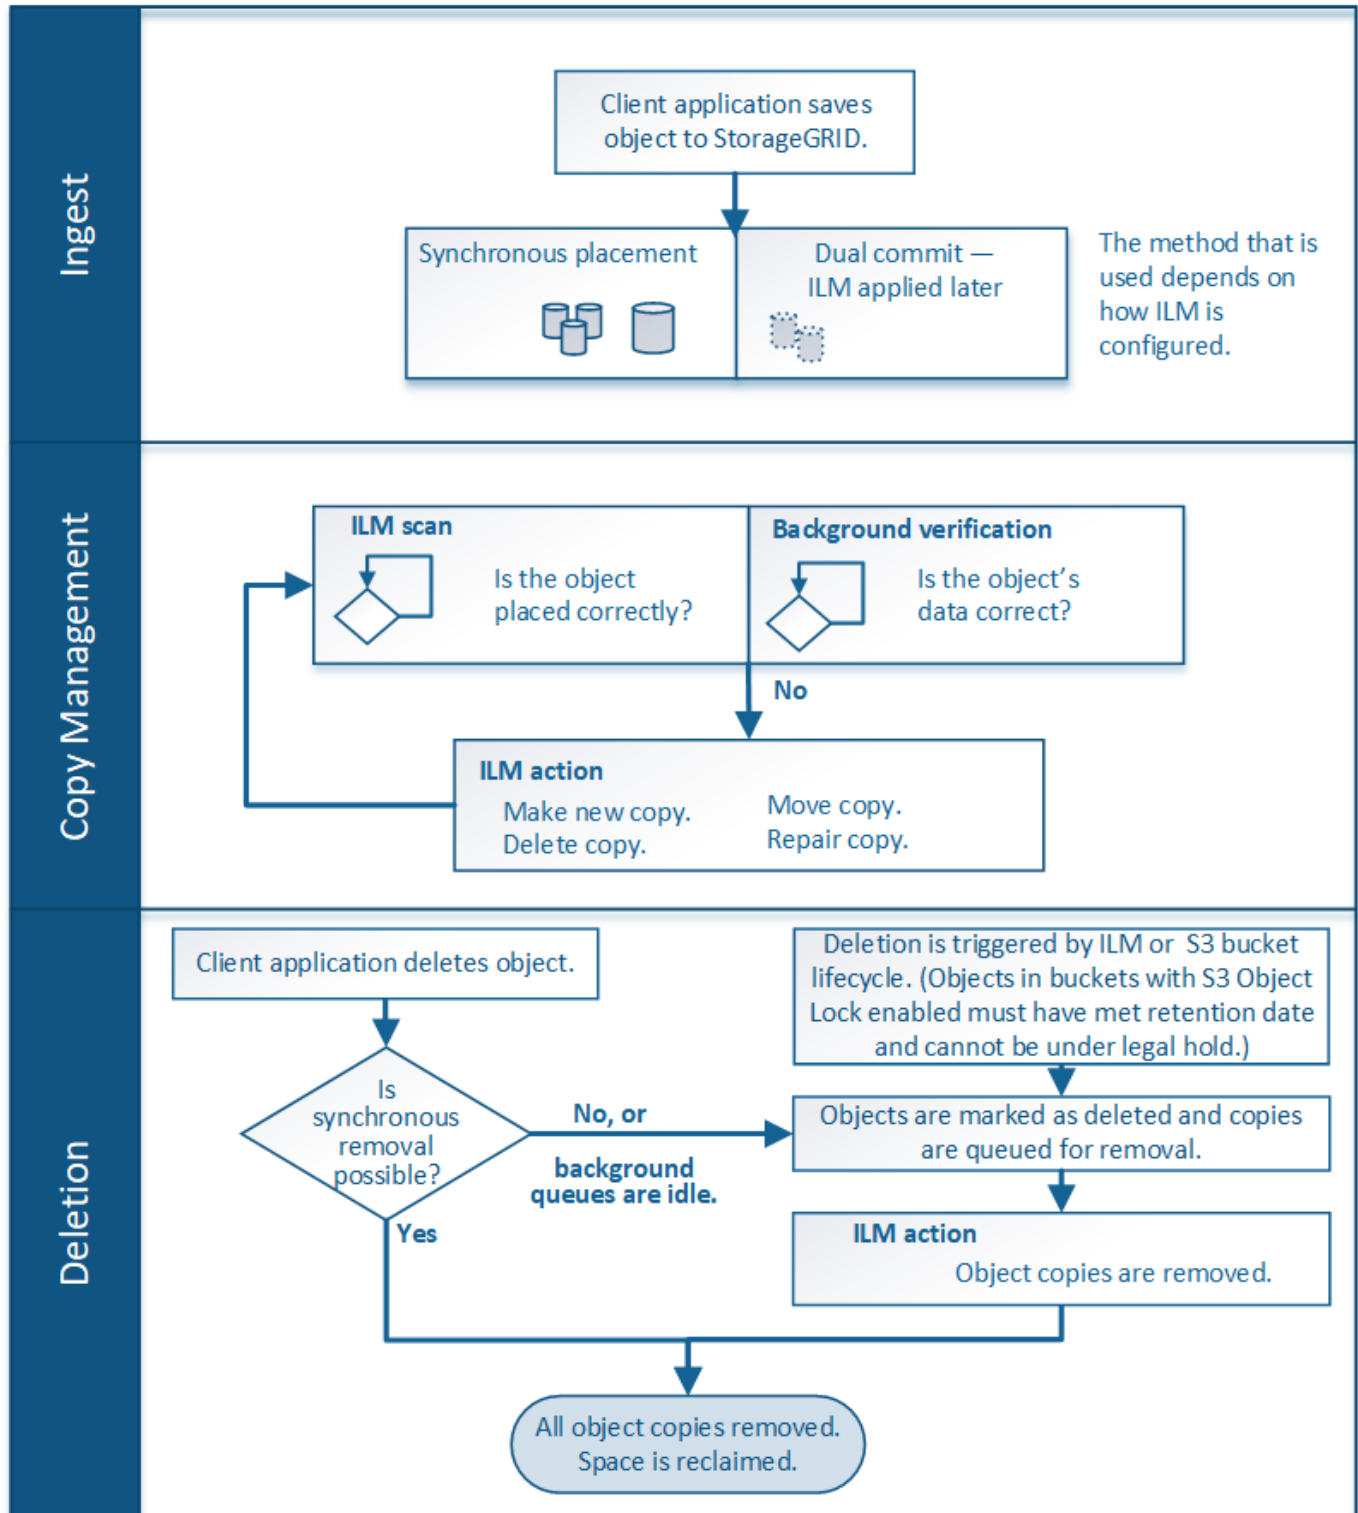 Ingest
Client application saves
object to StorageGRID.
Synchronous placement
Dual commit —
ILM applied later
The method that is
used depends on
how ILM is
configured.
Copy Management
ILM scan
Is the object
placed correctly?
Background verification
Is the object's
data correct?
No
ILM action
Make new copy.
Delete copy.
Move copy.
Repair copy.
Deletion
Client application deletes object.
Deletion is triggered by ILM or S3 bucket
lifecycle. (Objects in buckets with S3 Object
Lock enabled must have met retention date
and cannot be under legal hold.)
Is
synchronous
removal
possible?
No, or
background
queues are idle.
Objects are marked as deleted and copies
are queued for removal.
Yes
ILM action
Object copies are removed.
All object copies removed.
Space is reclaimed.